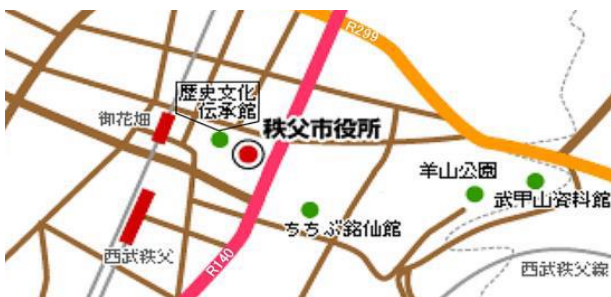 R299
歴史文化
伝承館
御花畑
秩父市役所
羊山公園
武甲山資料館
ちちぶ銘仙館
西武秩父
R140
西武秩父線